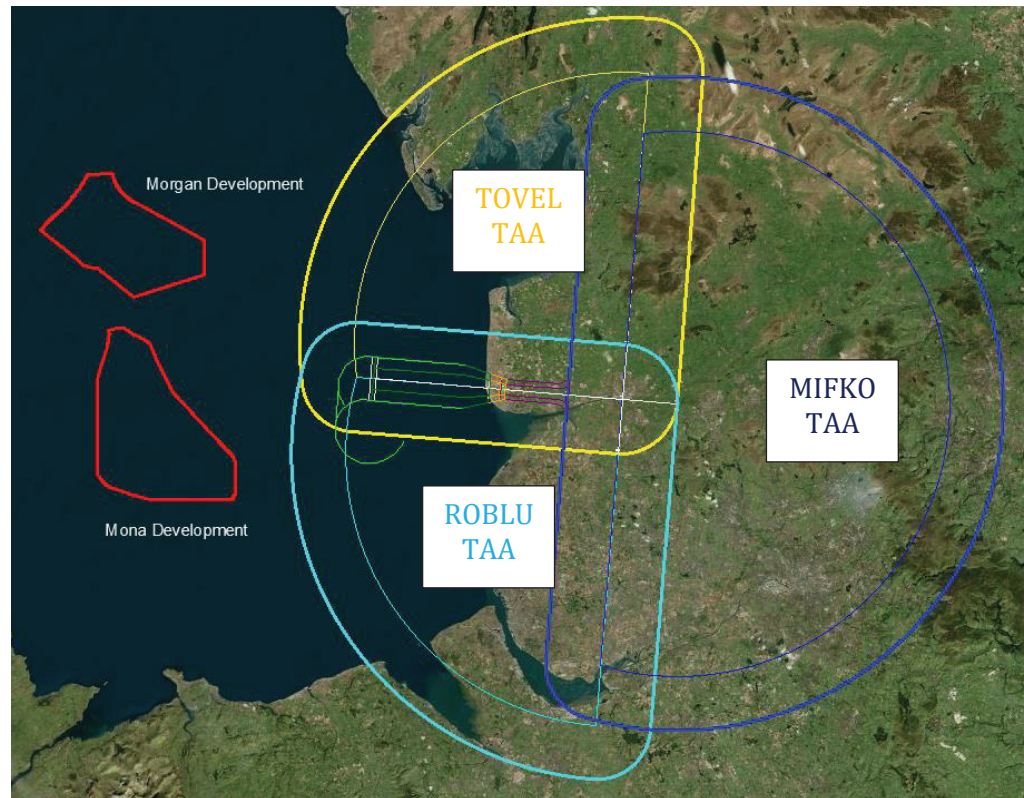 Morgan Development
TOVEL
TAA
MIFKO
TAA
ROBLU
TAA
Mona Development